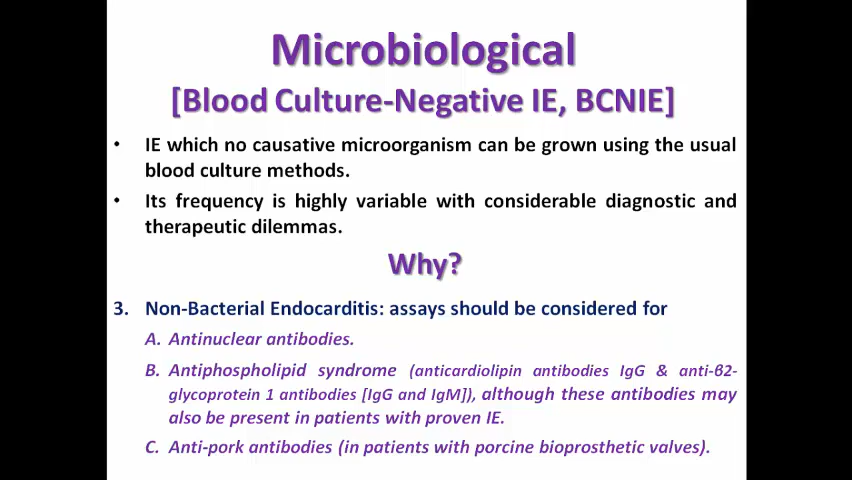 Microbiological
[Blood Culture-Negative IE, BCNIE]
• IE which no causative microorganism can be grown using the usual
blood culture methods.
• Its frequency is highly variable with considerable diagnostic and
therapeutic dilemmas.
Why?
3. Non-Bacterial Endocarditis: assays should be considered for
A. Antinuclear antibodies.
B. Antiphospholipid syndrome (anticardiolipin antibodies IgG & anti-β2-
glycoprotein 1 antibodies [IgG and IgM]), although these antibodies may
also be present in patients with proven IE.
C. Anti-pork antibodies (in patients with porcine bioprosthetic valves).